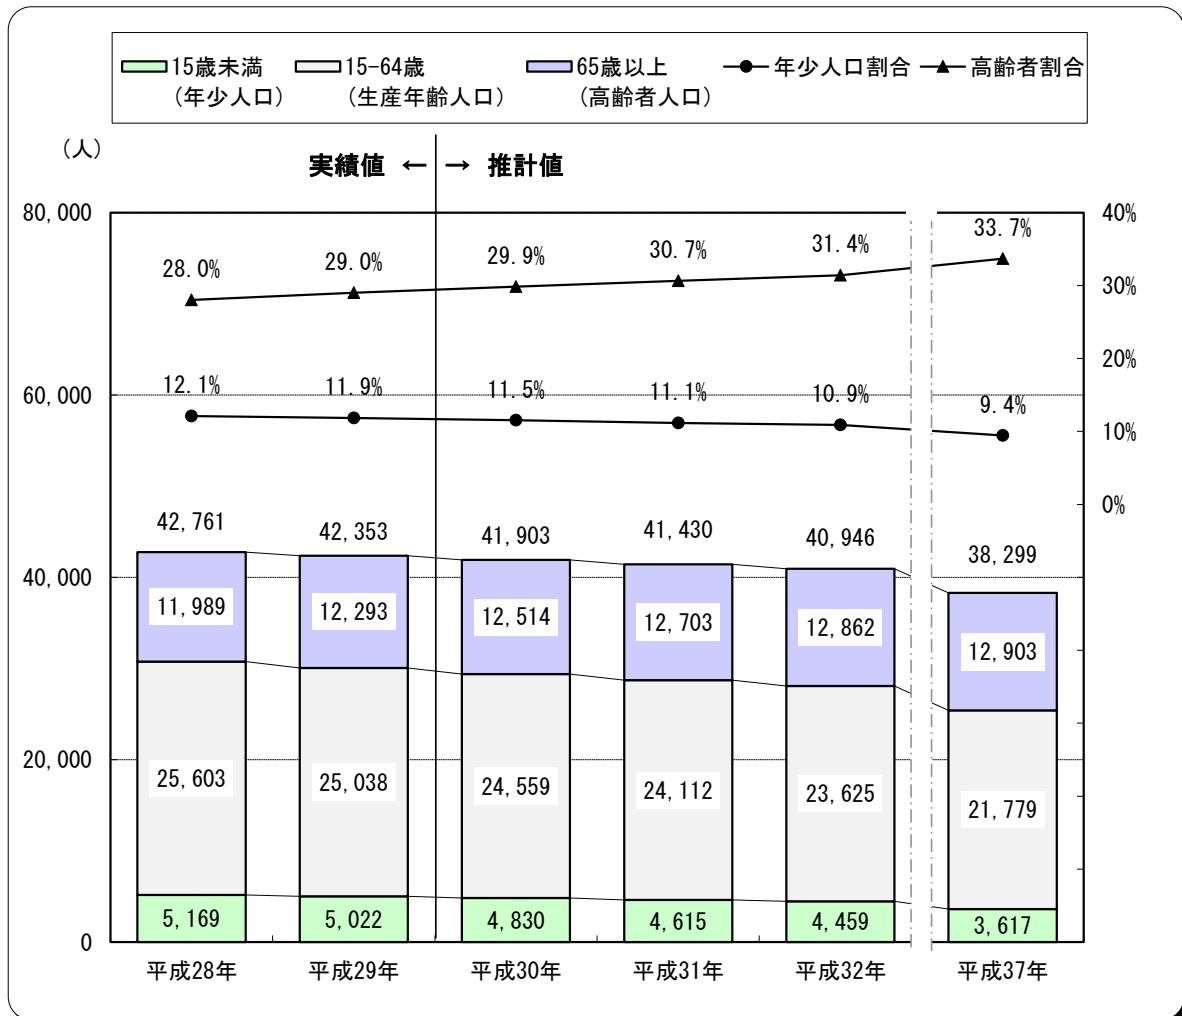 15歳未満 15-64歳 65歳以上 年少人口割合 高齢者割合
(年少人口) (生産年齢人口) (高齢者人口)
(人)
実績値 ← → 推計値
80,000 40%
28.0% 29.0% 29.9% 30.7% 31.4% 33.7%
30%
20%
12.1% 11.9% 11.5% 11.1% 10.9% 9.4%
60,000
10%
0%
42,761 42,353 41,903 41,430 40,946 38,299
40,000
11,989 12,293 12,514 12,703 12,862 12,903
20,000
25,603 25,038 24,559 24,112 23,625 21,779
5,169 5,022 4,830 4,615 4,459 3,617
0
平成28年 平成29年 平成30年 平成31年 平成32年 平成37年